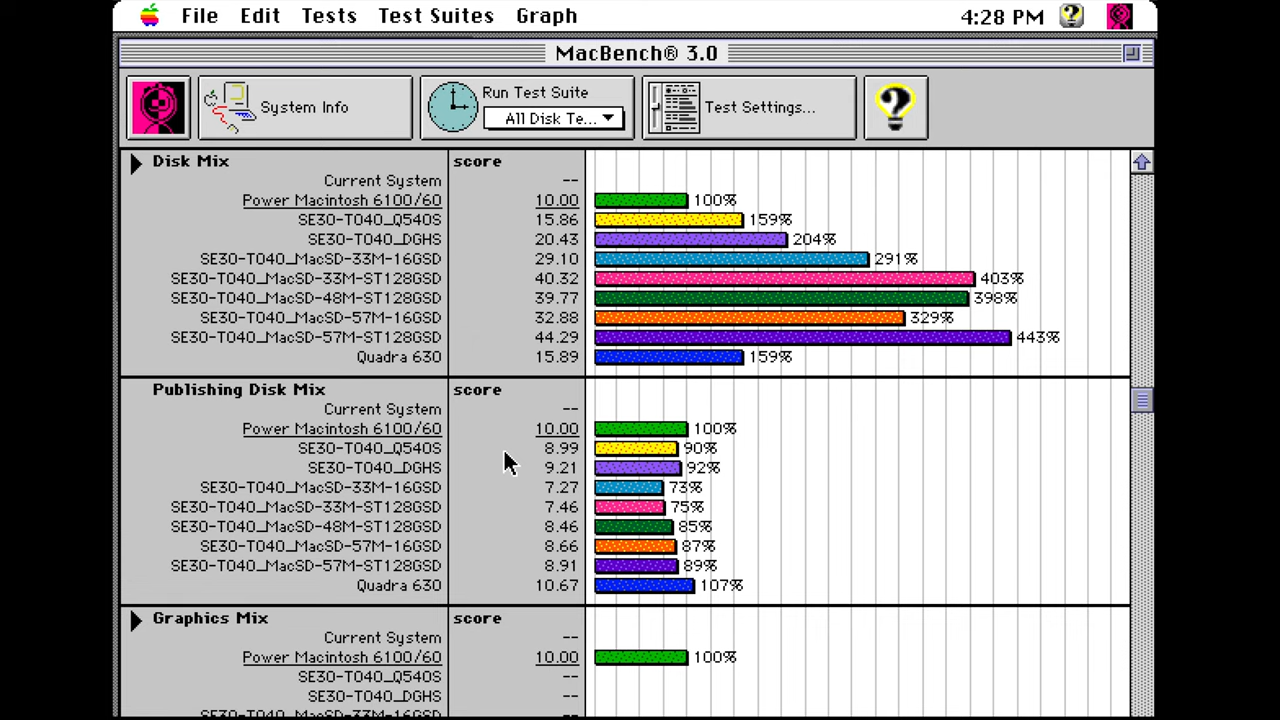 File Edit Tests Test Suites Graph 4:28 PM
MacBench® 3.0
System Info
Run Test Suite
All Disk Te...
Test Settings...
Disk Mix score
Current System --
Power Macintosh 6100/60 10.00 100%
SE30-T040_Q540S 15.86 159%
SE30-T040_DGHS 20.43 204%
SE30-T040_MacSD-33M-16GSD 29.10 291%
SE30-T040_MacSD-33M-ST128GSD 40.32 403%
SE30-T040_MacSD-48M-ST128GSD 39.77 398%
SE30-T040_MacSD-57M-16GSD 32.88 329%
SE30-T040_MacSD-57M-ST128GSD 44.29 443%
Quadra 630 15.89 159%
Publishing Disk Mix score
Current System --
Power Macintosh 6100/60 10.00 100%
SE30-T040_Q540S 8.99 90%
SE30-T040_DGHS 9.21 92%
SE30-T040_MacSD-33M-16GSD 7.27 73%
SE30-T040_MacSD-33M-ST128GSD 7.46 75%
SE30-T040_MacSD-48M-ST128GSD 8.46 85%
SE30-T040_MacSD-57M-16GSD 8.66 87%
SE30-T040_MacSD-57M-ST128GSD 8.91 89%
Quadra 630 10.67 107%
Graphics Mix score
Current System --
Power Macintosh 6100/60 10.00 100%
SE30-T040_Q540S --
SE30-T040_DGHS --
SE30-T040_MacSD-33M-16GSD --